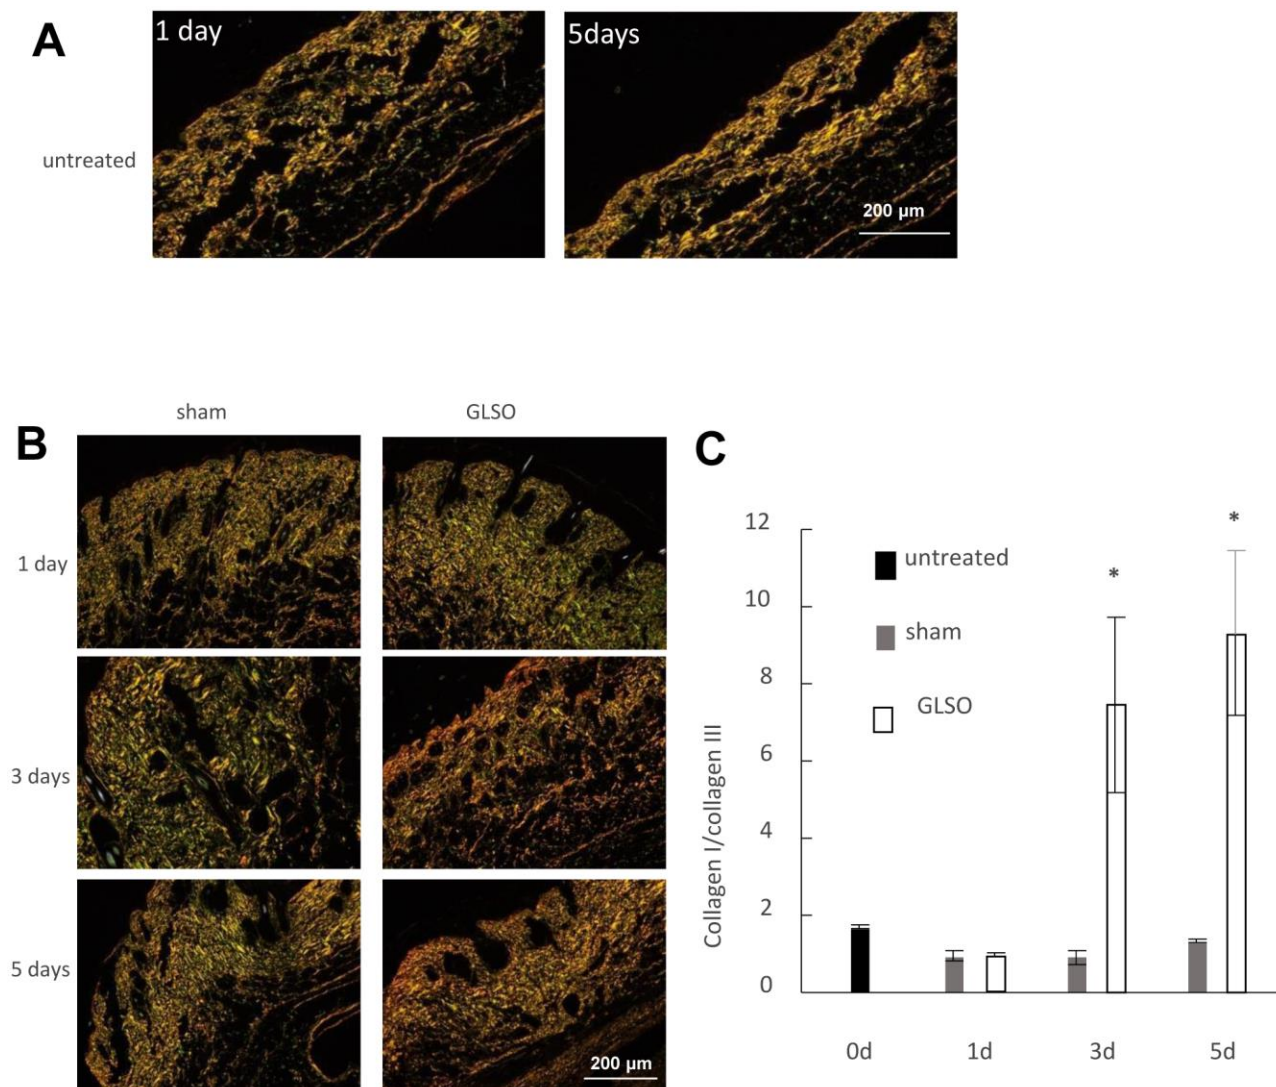 A
1 day
5days
untreated
200 µm
sham
GLSO
B
1 day
3 days
5 days
200 µm
C
Collagen I/collagen III
12
10
8
6
4
2
0
untreated
sham
GLSO
*
*
0d
1d
3d
5d